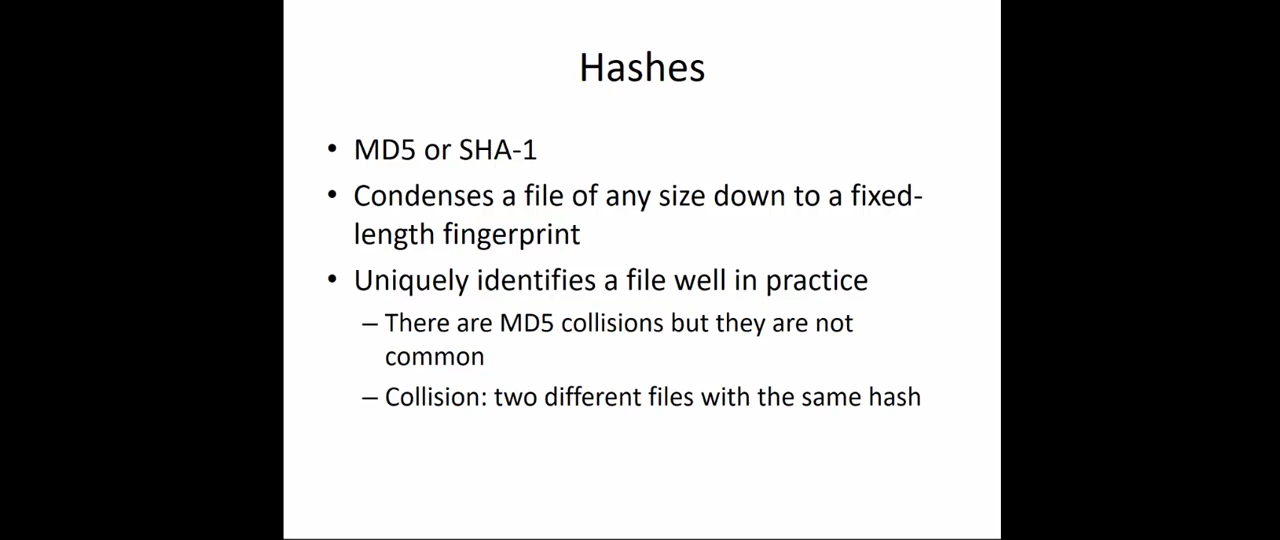 Hashes
• MD5 or SHA-1
• Condenses a file of any size down to a fixed-
length fingerprint
• Uniquely identifies a file well in practice
– There are MD5 collisions but they are not
common
– Collision: two different files with the same hash